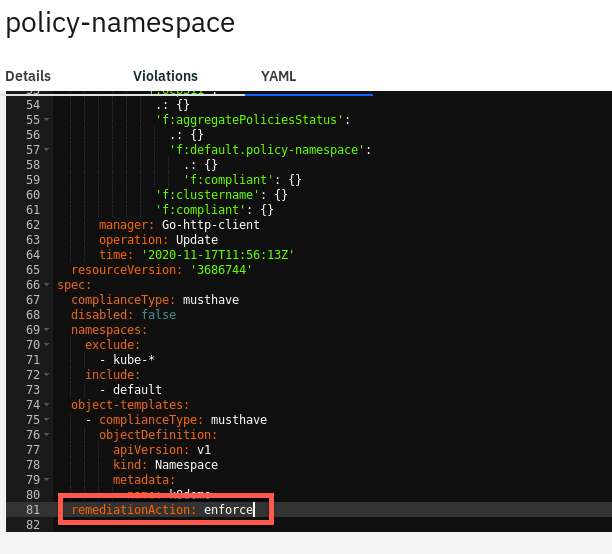 policy-namespace
Details Violations YAML
54 .: {}
55 'f:aggregatePoliciesStatus':
56 .: {}
57 'f:default.policy-namespace':
58 .: {}
59 'f:compliant': {}
60 'f:clustername': {}
61 'f:compliant': {}
62 manager: Go-http-client
63 operation: Update
64 time: '2020-11-17T11:56:13Z'
65 resourceVersion: '3686744'
66 spec:
67 complianceType: musthave
68 disabled: false
69 namespaces:
70 exclude:
71 - kube-*
72 include:
73 - default
74 object-templates:
75 - complianceType: musthave
76 objectDefinition:
77 apiVersion: v1
78 kind: Namespace
79 metadata:
80
81 remediationAction: enforce
82